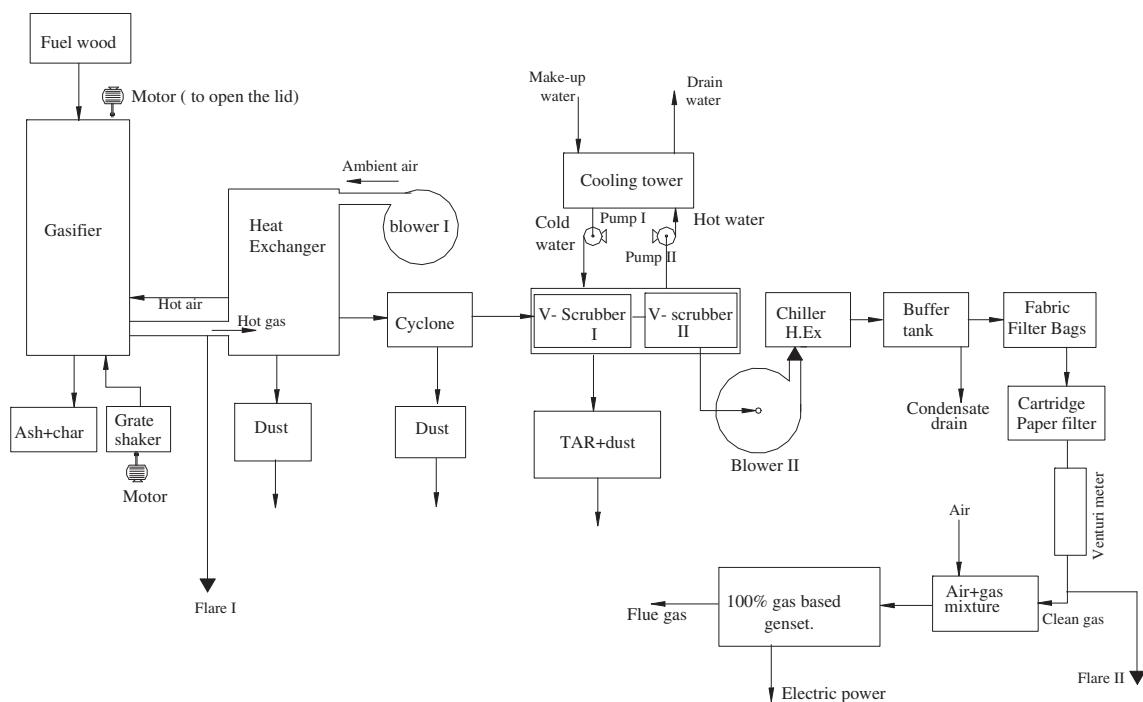 Fuel wood
Motor ( to open the lid)
Make-up
water
Drain
water
Ambient air
Cooling tower
Gasifier
Heat
Exchanger
blower I
Cold
water
Pump I
Hot water
Pump II
Hot air
Hot gas
Cyclone
V- Scrubber
I
V- scrubber
II
Chiller
H.Ex
Buffer
tank
Fabric
Filter Bags
Ash+char
Grate
shaker
Motor
Dust
Dust
TAR+dust
Blower II
Condensate
drain
Cartridge
Paper filter
Venturi meter
Air
Flare I
Flue gas
100% gas based
genset.
Air+gas
mixture
Clean gas
Flare II
Electric power